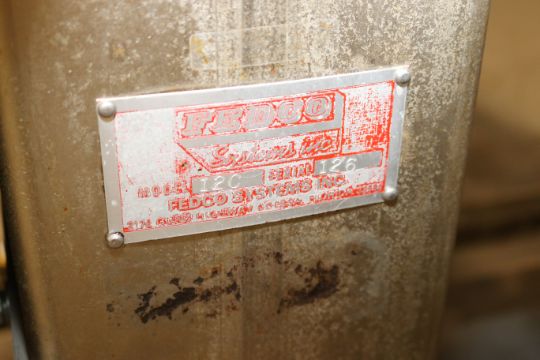 FEDCO
Systems inc.
MODEL 12C SERIAL 126
FEDCO SYSTEMS INC.